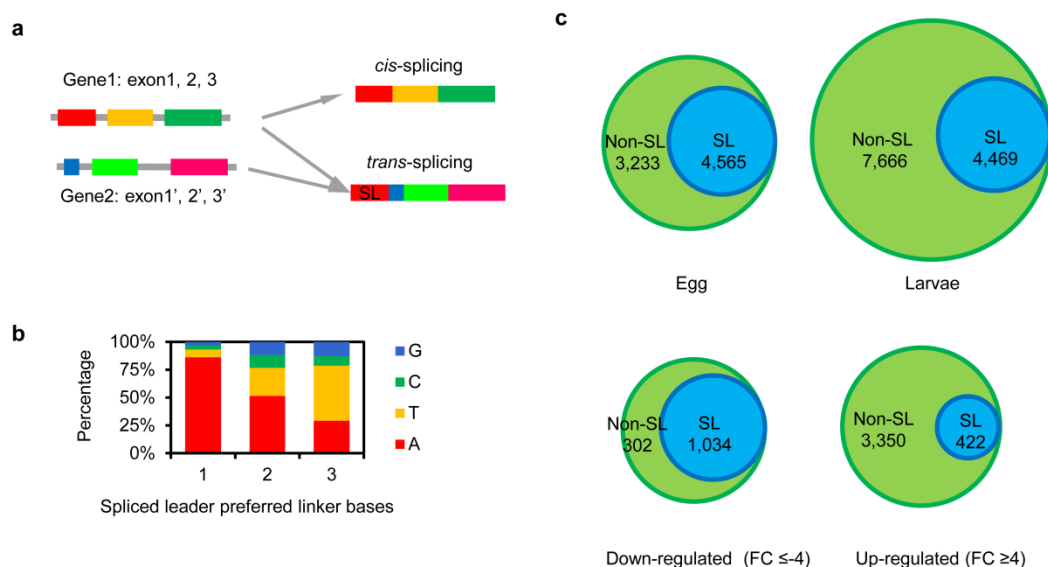 a
Gene1: exon1, 2, 3
Gene2: exon1', 2', 3'
cis-splicing
trans-splicing
SL
b
100%
75%
50%
25%
0%
Percentage
1 2 3
Spliced leader preferred linker bases
G
C
T
A
c
Non-SL
3,233
SL
4,565
Egg
Non-SL
7,666
SL
4,469
Larvae
Non-SL
302
SL
1,034
Down-regulated (FC ≤-4)
Non-SL
3,350
SL
422
Up-regulated (FC ≥4)